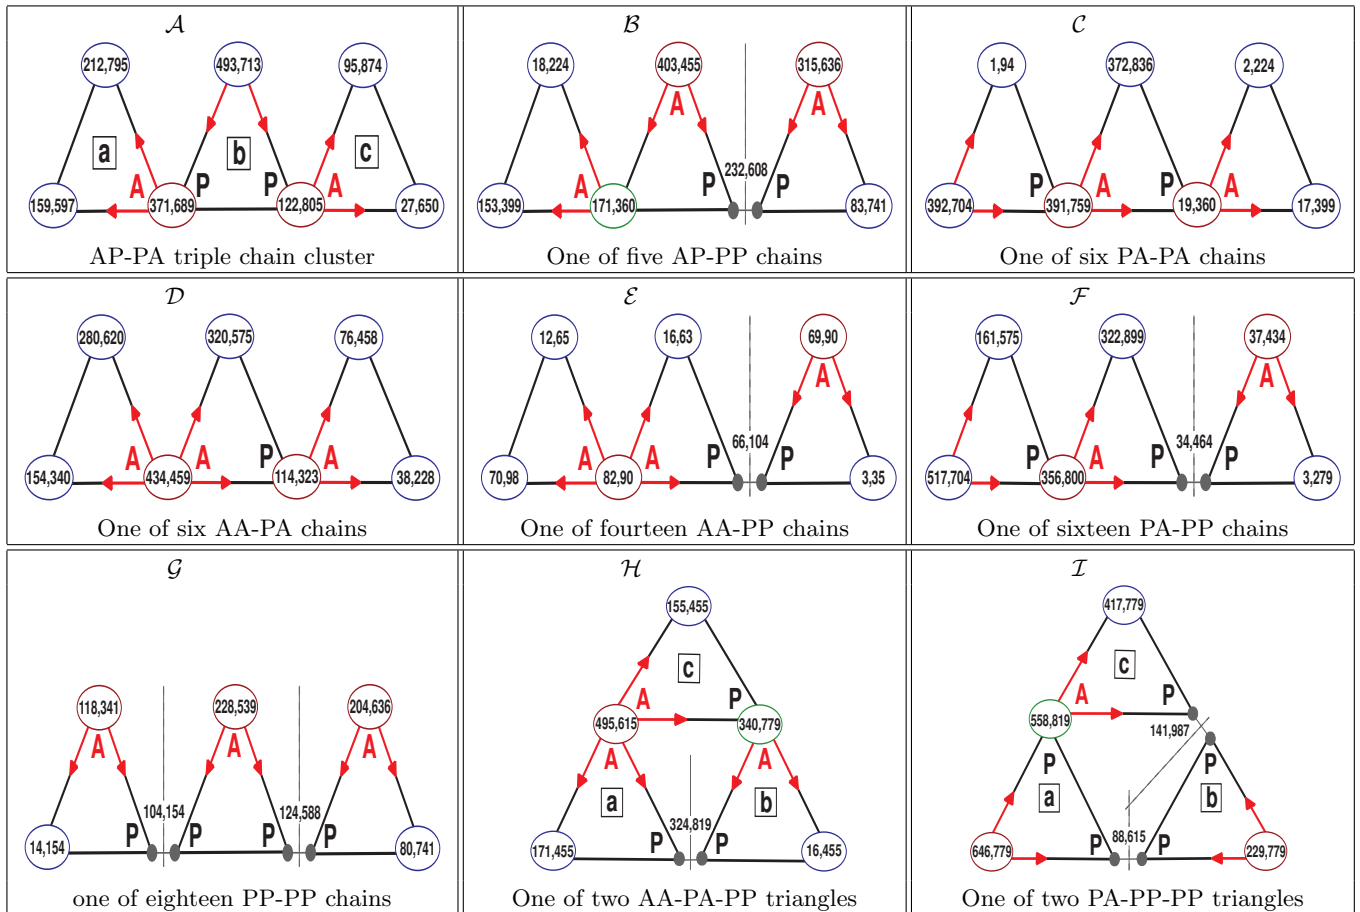 𝒜
212,795 493,713 95,874
a b c
A P P A
159,597 371,689 122,805 27,650
AP-PA triple chain cluster
ℬ
18,224 403,455 315,636
A A
232,608
A P P
153,399 171,360 83,741
One of five AP-PP chains
𝒞
1,94 372,836 2,224
P A P A
392,704 391,759 19,360 17,399
One of six PA-PA chains
𝒟
280,620 320,575 76,458
A A P A
154,340 434,459 114,323 38,228
One of six AA-PA chains
ℰ
12,65 16,63 69,90
A
66,104
A A P P
70,98 82,90 3,35
One of fourteen AA-PP chains
ℱ
161,575 322,899 37,434
A
34,464
P A P P
517,704 356,800 3,279
One of sixteen PA-PP chains
𝒢
118,341 228,539 204,636
A A A
104,154 124,588
P P P P
14,154 80,741
one of eighteen PP-PP chains
ℋ
155,455
c
A P
495,615 340,779
A A
a b
324,819
P P
171,455 16,455
One of two AA-PA-PP triangles
ℐ
417,779
c
A P
558,819 141,987
P P
a b
88,615
P P
646,779 229,779
One of two PA-PP-PP triangles